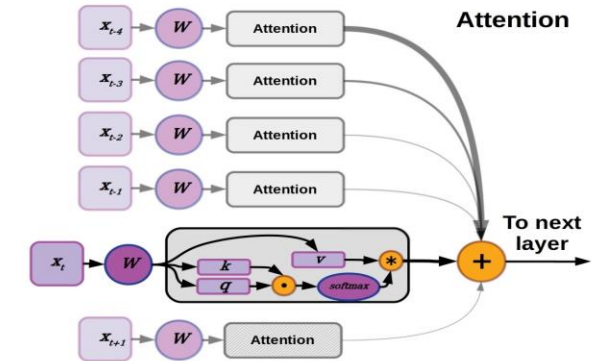 Attention
x_{t-4} W Attention
x_{t-3} W Attention
x_{t-2} W Attention
x_{t-1} W Attention
To next
layer
x_t W k q v softmax * +
x_{t+1} W Attention